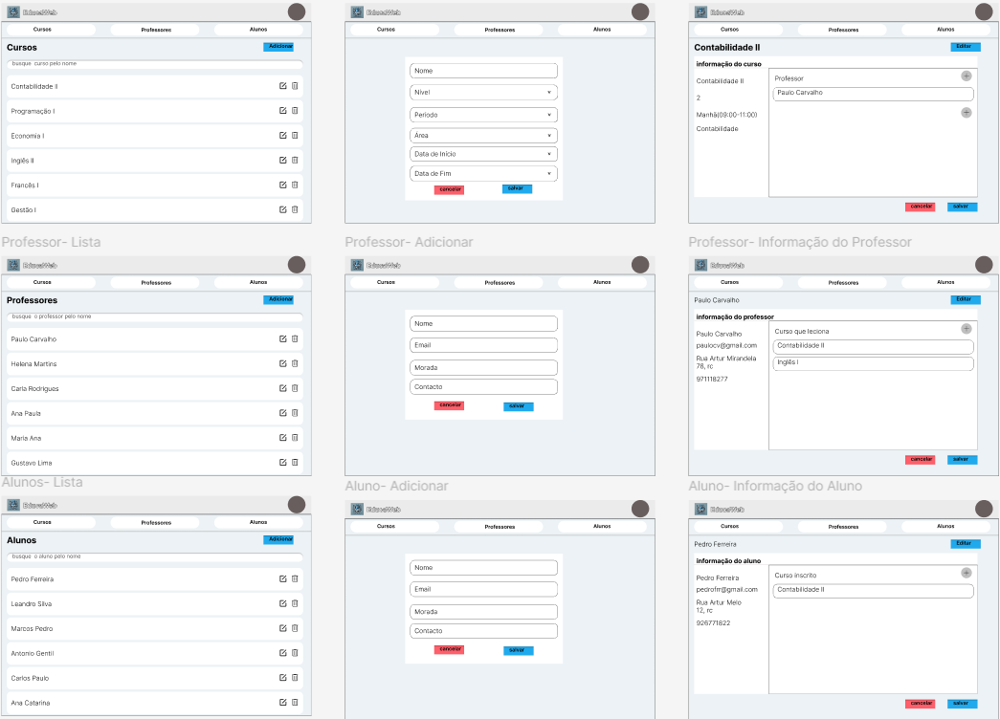 EducaWeb
Cursos Professores Alunos
Cursos Adicionar
busque curso pelo nome
Contabilidade II
Programação I
Economia I
Inglês II
Francês I
Gestão I
EducaWeb
Cursos Professores Alunos
Nome
Nível
Período
Área
Data de Início
Data de Fim
cancelar salvar
EducaWeb
Cursos Professores Alunos
Contabilidade II Editar
informação do curso
Contabilidade II
2
Manhã(09:00-11:00)
Contabilidade
Professor
Paulo Carvalho
cancelar salvar
Professor- Lista
EducaWeb
Cursos Professores Alunos
Professores Adicionar
busque o professor pelo nome
Paulo Carvalho
Helena Martins
Carla Rodrigues
Ana Paula
Maria Ana
Gustavo Lima
Professor- Adicionar
EducaWeb
Cursos Professores Alunos
Nome
Email
Morada
Contacto
cancelar salvar
Professor- Informação do Professor
EducaWeb
Cursos Professores Alunos
Paulo Carvalho Editar
informação do professor
Paulo Carvalho
paulocv@gmail.com
Rua Artur Mirandela
78, rc
971118277
Curso que leciona
Contabilidade II
Inglês I
cancelar salvar
Alunos- Lista
EducaWeb
Cursos Professores Alunos
Alunos Adicionar
busque o aluno pelo nome
Pedro Ferreira
Leandro Silva
Marcos Pedro
Antonio Gentil
Carlos Paulo
Ana Catarina
Aluno- Adicionar
EducaWeb
Cursos Professores Alunos
Nome
Email
Morada
Contacto
cancelar salvar
Aluno- Informação do Aluno
EducaWeb
Cursos Professores Alunos
Pedro Ferreira Editar
informação do aluno
Pedro Ferreira
pedrofrr@gmail.com
Rua Artur Melo
12, rc
926771822
Curso inscrito
Contabilidade II
cancelar salvar